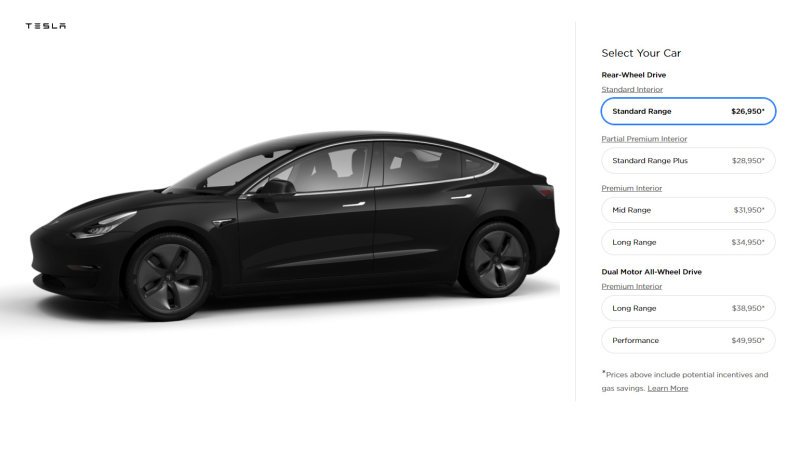 TESLA
Select Your Car
Rear-Wheel Drive
Standard Interior
Standard Range $26,950*
Partial Premium Interior
Standard Range Plus $28,950*
Premium Interior
Mid Range $31,950*
Long Range $34,950*
Dual Motor All-Wheel Drive
Premium Interior
Long Range $38,950*
Performance $49,950*
*Prices above include potential incentives and
gas savings. Learn More